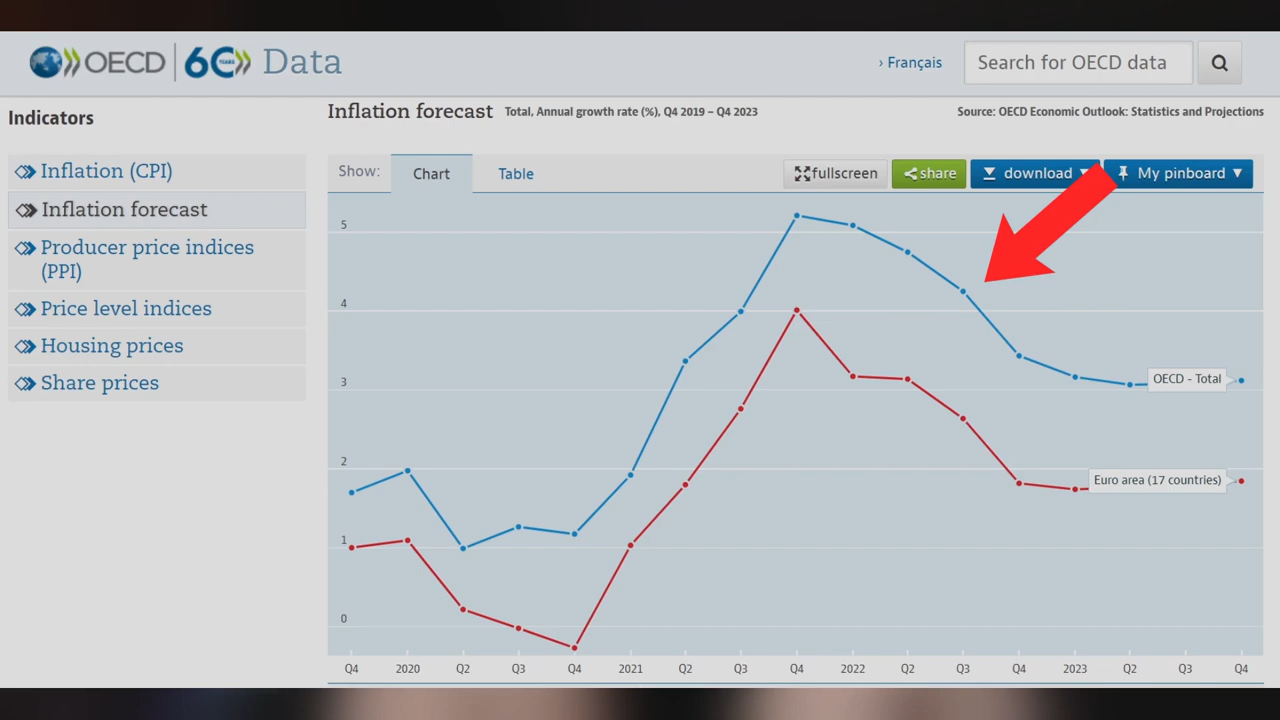 OECD 60 YEARS Data
› Français
Search for OECD data
Indicators
Inflation (CPI)
Inflation forecast
Producer price indices
(PPI)
Price level indices
Housing prices
Share prices
Inflation forecast Total, Annual growth rate (%), Q4 2019 – Q4 2023
Source: OECD Economic Outlook: Statistics and Projections
Show:
Chart
Table
fullscreen
share
download
My pinboard
5
4
3
2
1
0
OECD - Total
Euro area (17 countries)
Q4 2020 Q2 Q3 Q4 2021 Q2 Q3 Q4 2022 Q2 Q3 Q4 2023 Q2 Q3 Q4